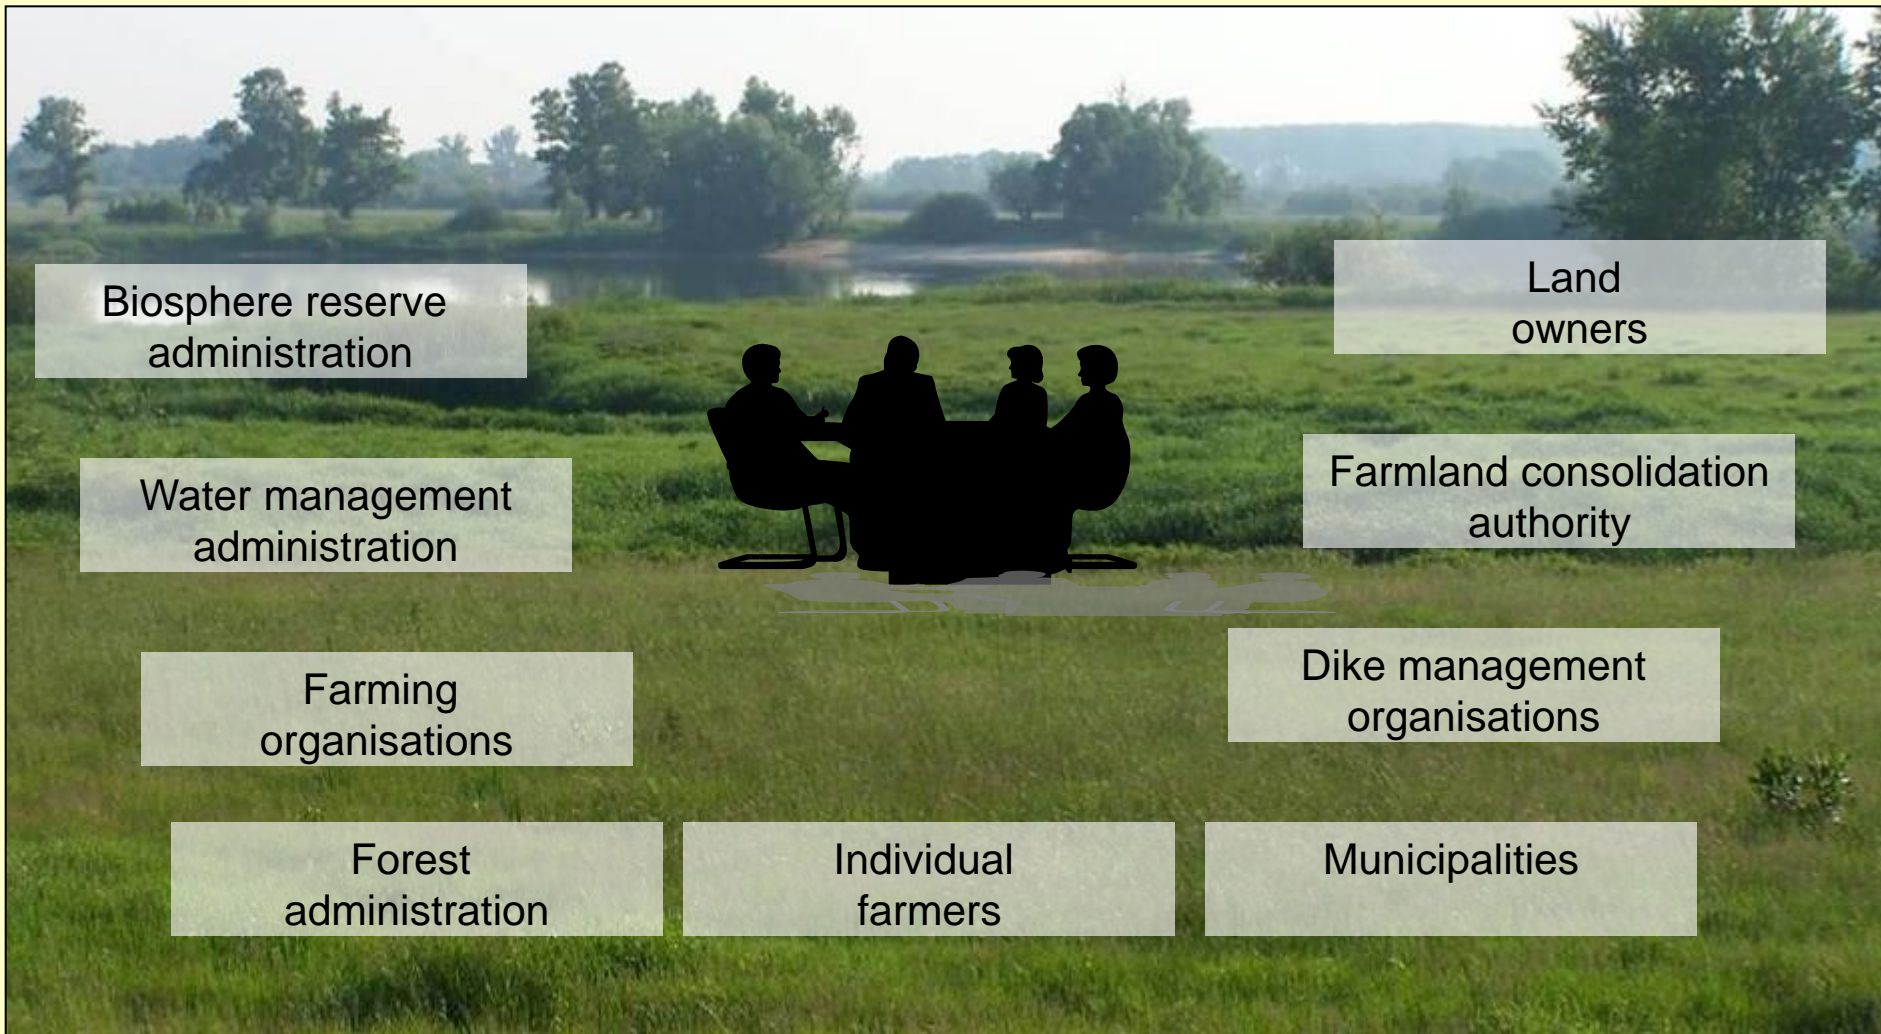 Biosphere reserve
administration
Land
owners
Water management
administration
Farmland consolidation
authority
Farming
organisations
Dike management
organisations
Forest
administration
Individual
farmers
Municipalities